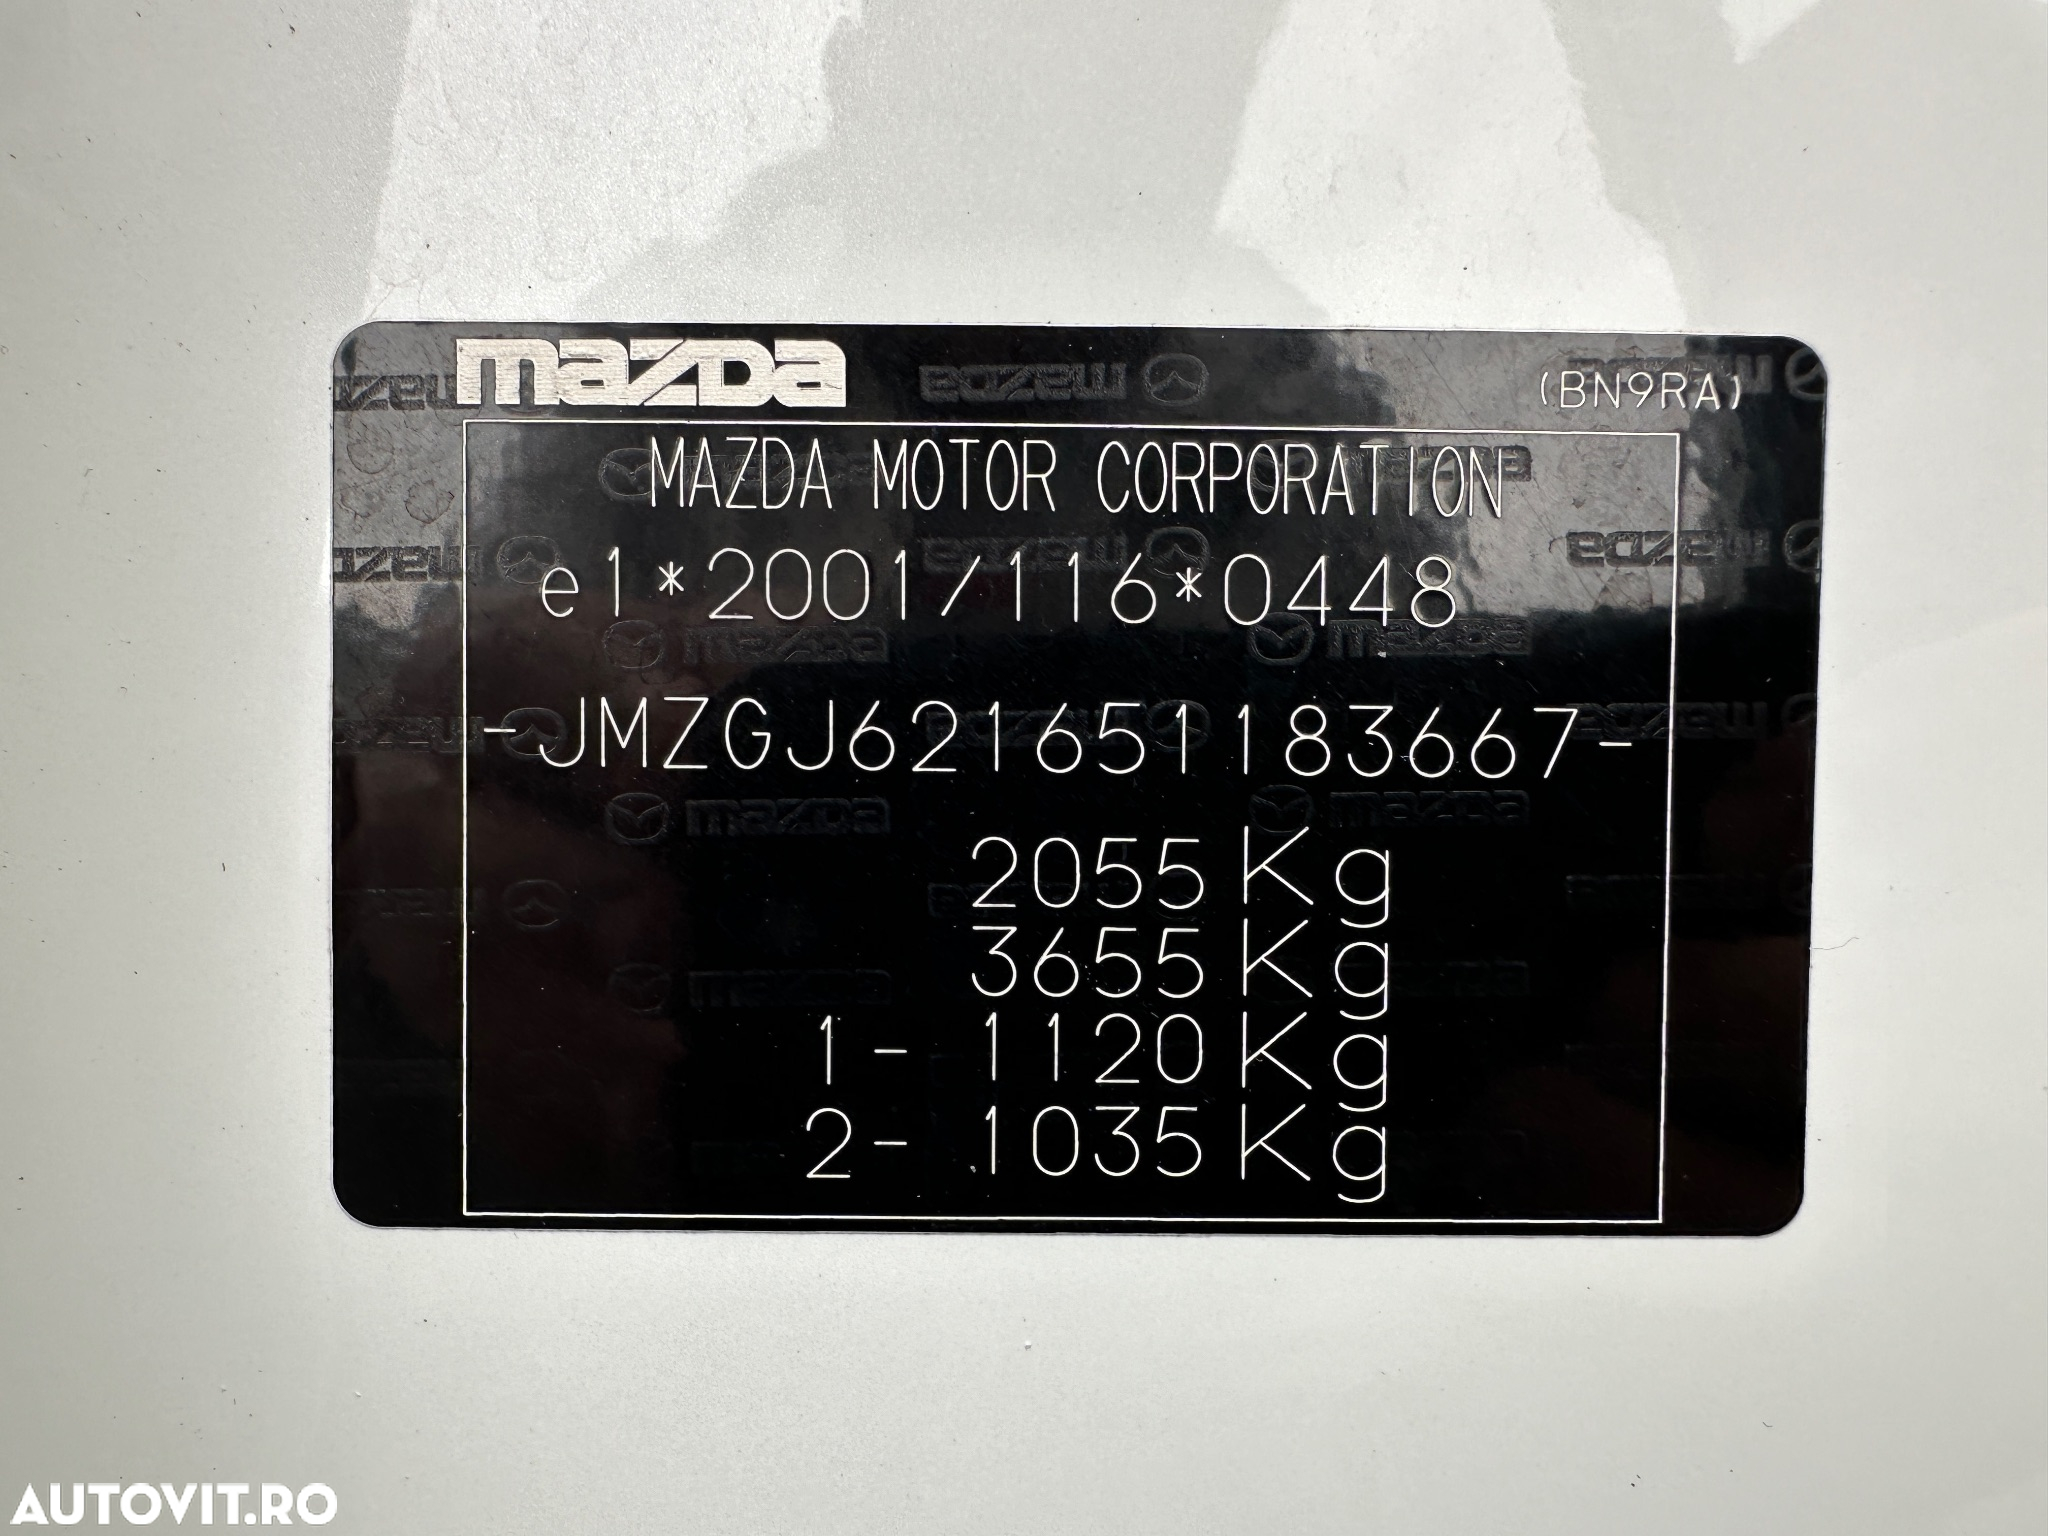 mazda
(BN9RA)
MAZDA MOTOR CORPORATION
e1*2001/116*0448
-JMZGJ621651183667-
2055Kg
3655Kg
1- 1120Kg
2- 1035Kg
AUTOVIT.RO